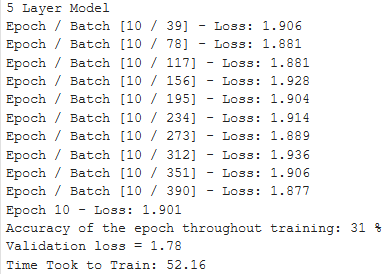 5 Layer Model
Epoch / Batch [10 / 39] - Loss: 1.906
Epoch / Batch [10 / 78] - Loss: 1.881
Epoch / Batch [10 / 117] - Loss: 1.881
Epoch / Batch [10 / 156] - Loss: 1.928
Epoch / Batch [10 / 195] - Loss: 1.904
Epoch / Batch [10 / 234] - Loss: 1.914
Epoch / Batch [10 / 273] - Loss: 1.889
Epoch / Batch [10 / 312] - Loss: 1.936
Epoch / Batch [10 / 351] - Loss: 1.906
Epoch / Batch [10 / 390] - Loss: 1.877
Epoch 10 - Loss: 1.901
Accuracy of the epoch throughout training: 31 %
Validation loss = 1.78
Time Took to Train: 52.16